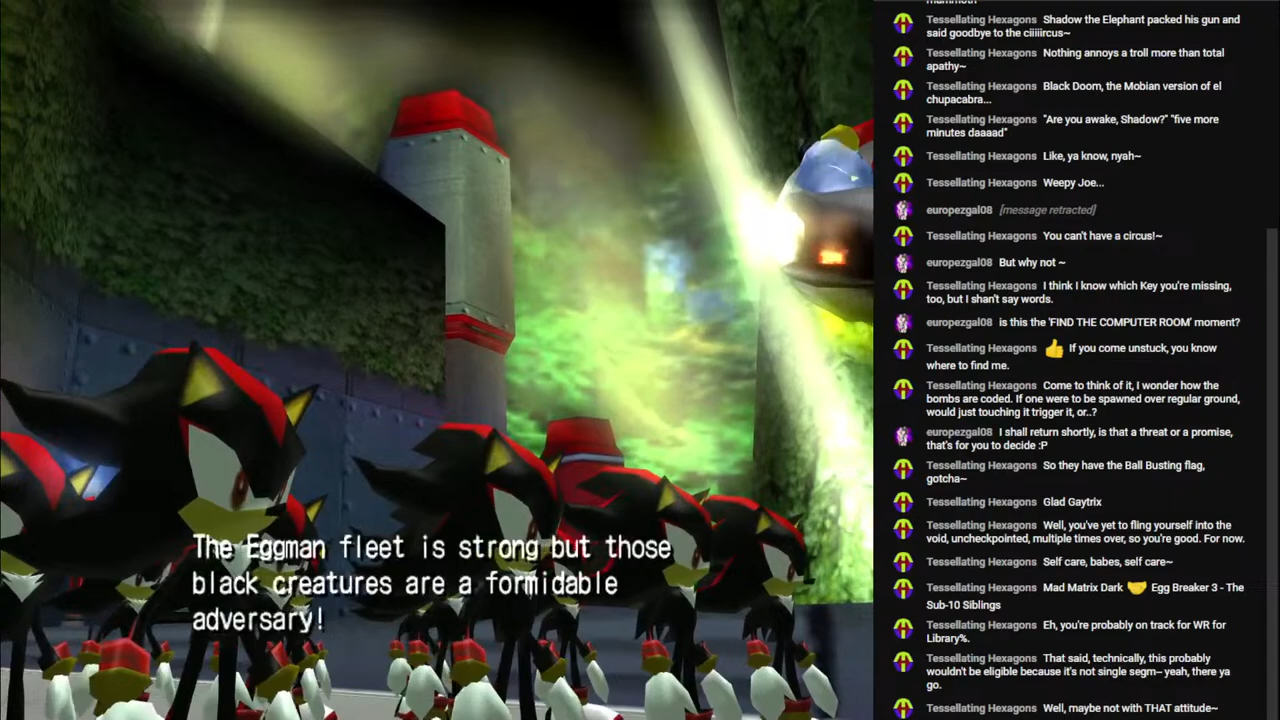 The Eggman fleet is strong but those
black creatures are a formidable
adversary!
Tessellating Hexagons Shadow the Elephant packed his gun and
said goodbye to the ciiiiircus~
Tessellating Hexagons Nothing annoys a troll more than total
apathy~
Tessellating Hexagons Black Doom, the Mobian version of el
chupacabra...
Tessellating Hexagons "Are you awake, Shadow?" "five more
minutes daaaad"
Tessellating Hexagons Like, ya know, nyah~
Tessellating Hexagons Weepy Joe...
europezgal08 [message retracted]
Tessellating Hexagons You can't have a circus!~
europezgal08 But why not ~
Tessellating Hexagons I think I know which Key you're missing,
too, but I shan't say words.
europezgal08 is this the 'FIND THE COMPUTER ROOM' moment?
Tessellating Hexagons 👍 If you come unstuck, you know
where to find me.
Tessellating Hexagons Come to think of it, I wonder how the
bombs are coded. If one were to be spawned over regular ground,
would just touching it trigger it, or..?
europezgal08 I shall return shortly, is that a threat or a promise,
that's for you to decide :P
Tessellating Hexagons So they have the Ball Busting flag,
gotcha~
Tessellating Hexagons Glad Gaytrix
Tessellating Hexagons Well, you've yet to fling yourself into the
void, uncheckpointed, multiple times over, so you're good. For now.
Tessellating Hexagons Self care, babes, self care~
Tessellating Hexagons Mad Matrix Dark 🤝 Egg Breaker 3 - The
Sub-10 Siblings
Tessellating Hexagons Eh, you're probably on track for WR for
Library%.
Tessellating Hexagons That said, technically, this probably
wouldn't be eligible because it's not single segm-- yeah, there ya
go.
Tessellating Hexagons Well, maybe not with THAT attitude~